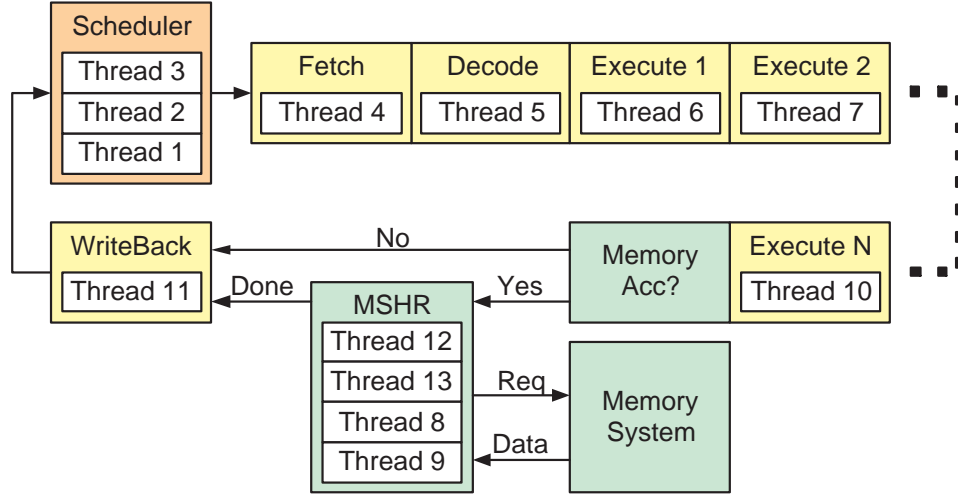 Scheduler
Thread 3
Thread 2
Thread 1
Fetch
Thread 4
Decode
Thread 5
Execute 1
Thread 6
Execute 2
Thread 7
WriteBack
Thread 11
No
Done
Yes
Memory
Acc?
Execute N
Thread 10
MSHR
Thread 12
Thread 13
Thread 8
Thread 9
Req
Data
Memory
System